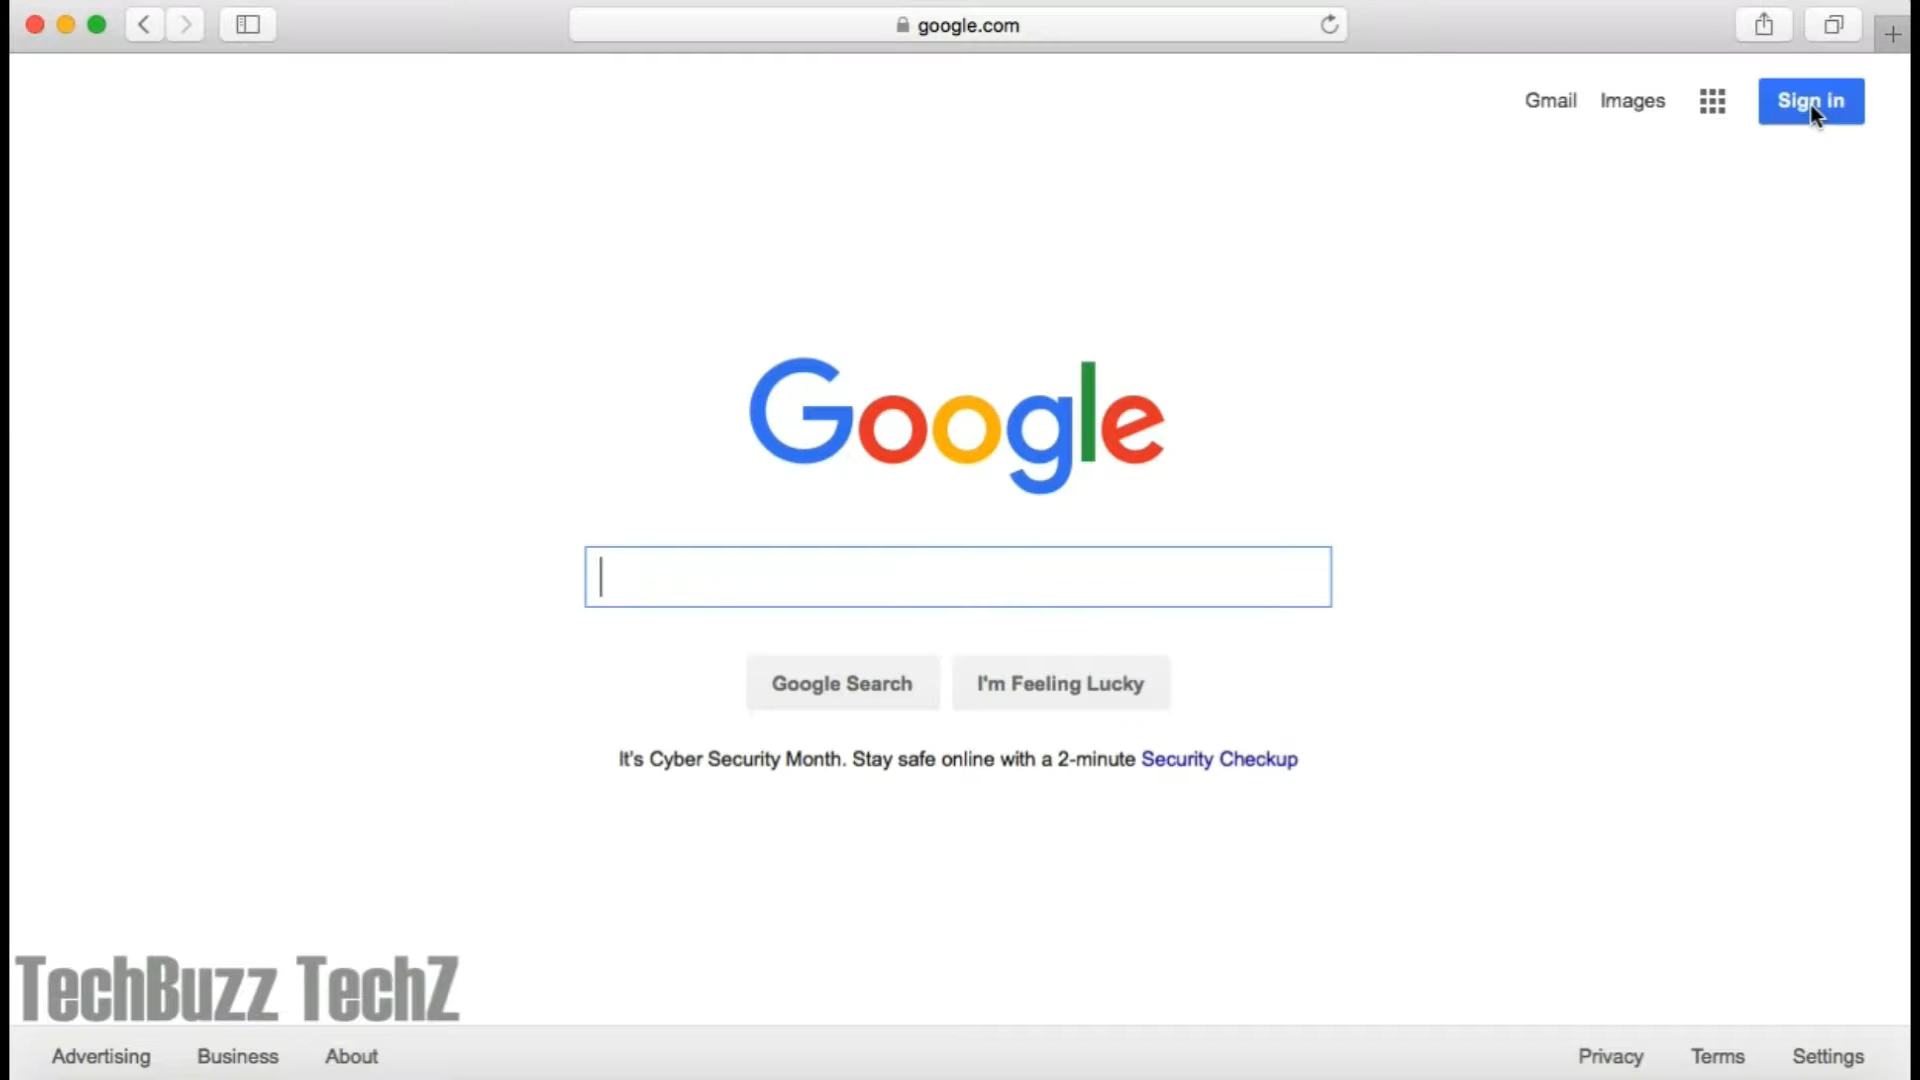 google.com
Gmail Images Sign in
Google
Google Search I'm Feeling Lucky
It's Cyber Security Month. Stay safe online with a 2-minute Security Checkup
TechBuzz TechZ
Advertising Business About Privacy Terms Settings